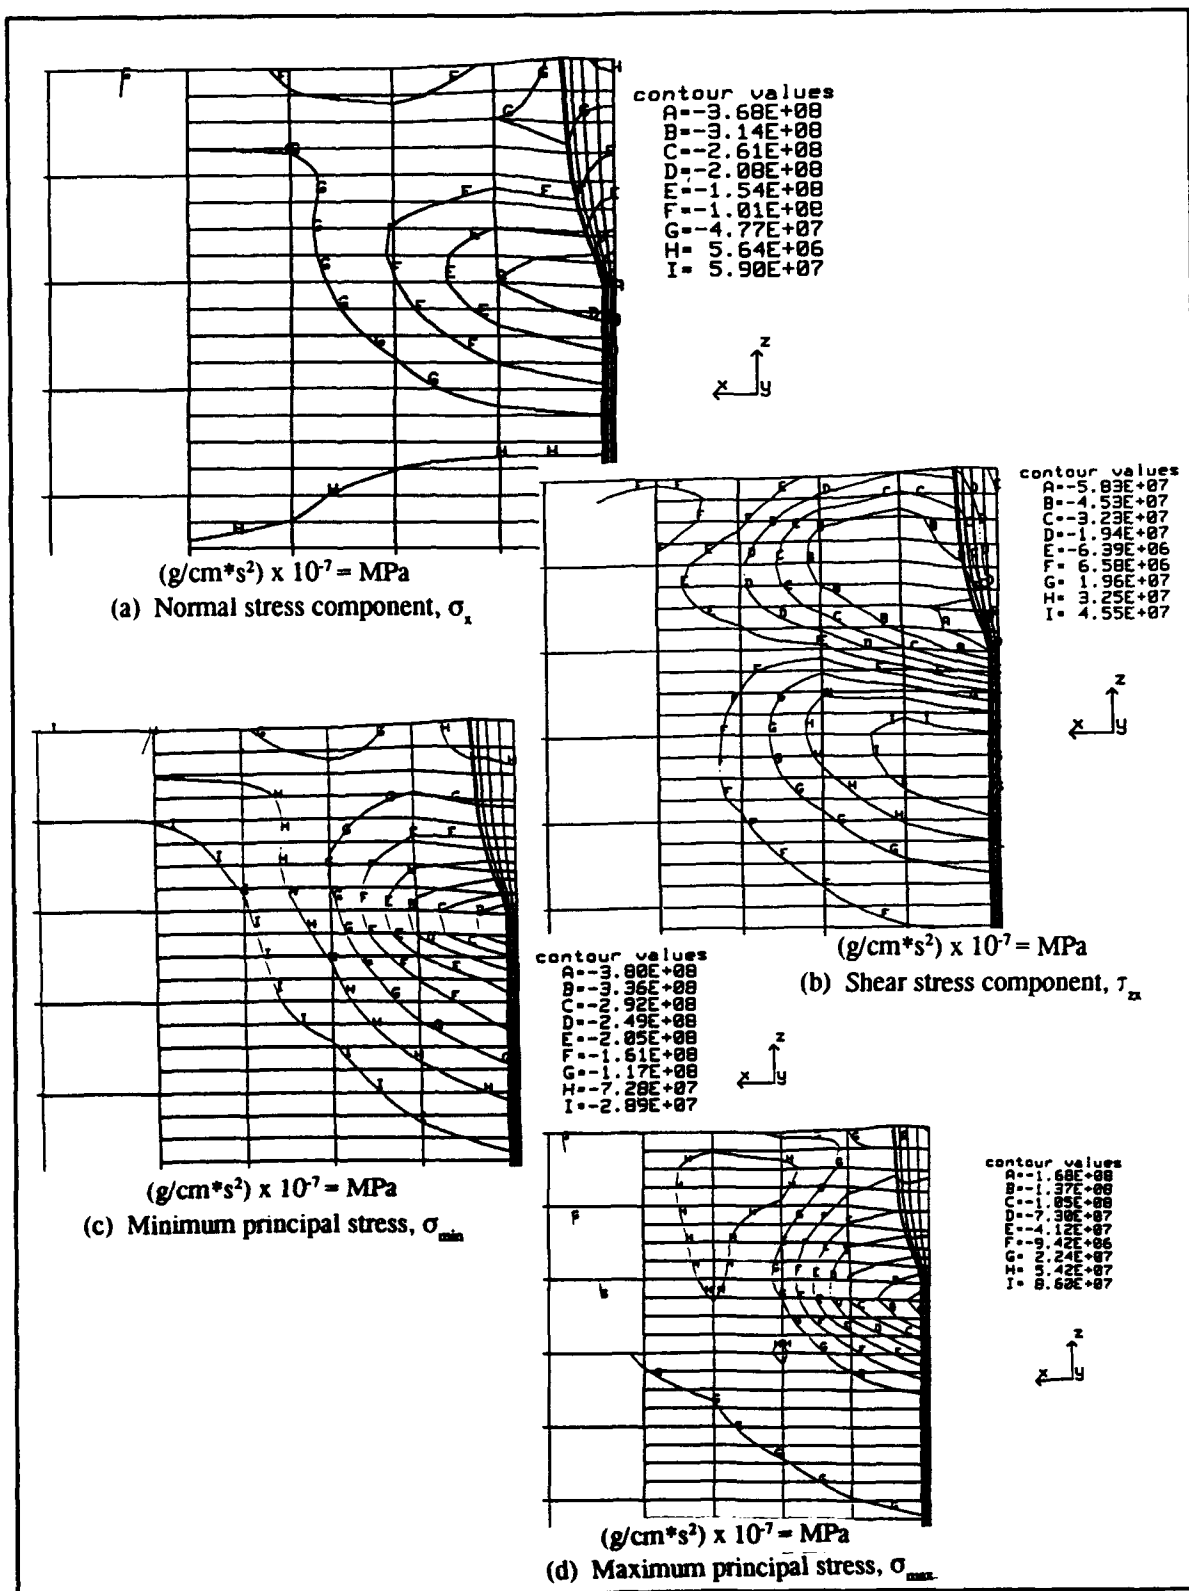 contour values
A=-3.68E+08
B=-3.14E+08
C=-2.61E+08
D=-2.08E+08
E=-1.54E+08
F=-1.01E+08
G=-4.77E+07
H= 5.64E+06
I= 5.90E+07
z
x
y
(g/cm*s²) x 10⁻⁷ = MPa
(a) Normal stress component, σx
contour values
A=-5.83E+07
B=-4.53E+07
C=-3.23E+07
D=-1.94E+07
E=-6.39E+06
F= 6.58E+06
G= 1.96E+07
H= 3.25E+07
I= 4.55E+07
z
x
y
(g/cm*s²) x 10⁻⁷ = MPa
(b) Shear stress component, τzx
contour values
A=-3.80E+08
B=-3.36E+08
C=-2.92E+08
D=-2.49E+08
E=-2.05E+08
F=-1.61E+08
G=-1.17E+08
H=-7.28E+07
I=-2.89E+07
z
x
y
(g/cm*s²) x 10⁻⁷ = MPa
(c) Minimum principal stress, σmin
contour values
A=-1.68E+08
B=-1.37E+08
C=-1.05E+08
D=-7.30E+07
E=-4.12E+07
F=-9.42E+06
G= 2.24E+07
H= 5.42E+07
I= 8.60E+07
z
x
y
(g/cm*s²) x 10⁻⁷ = MPa
(d) Maximum principal stress, σmax